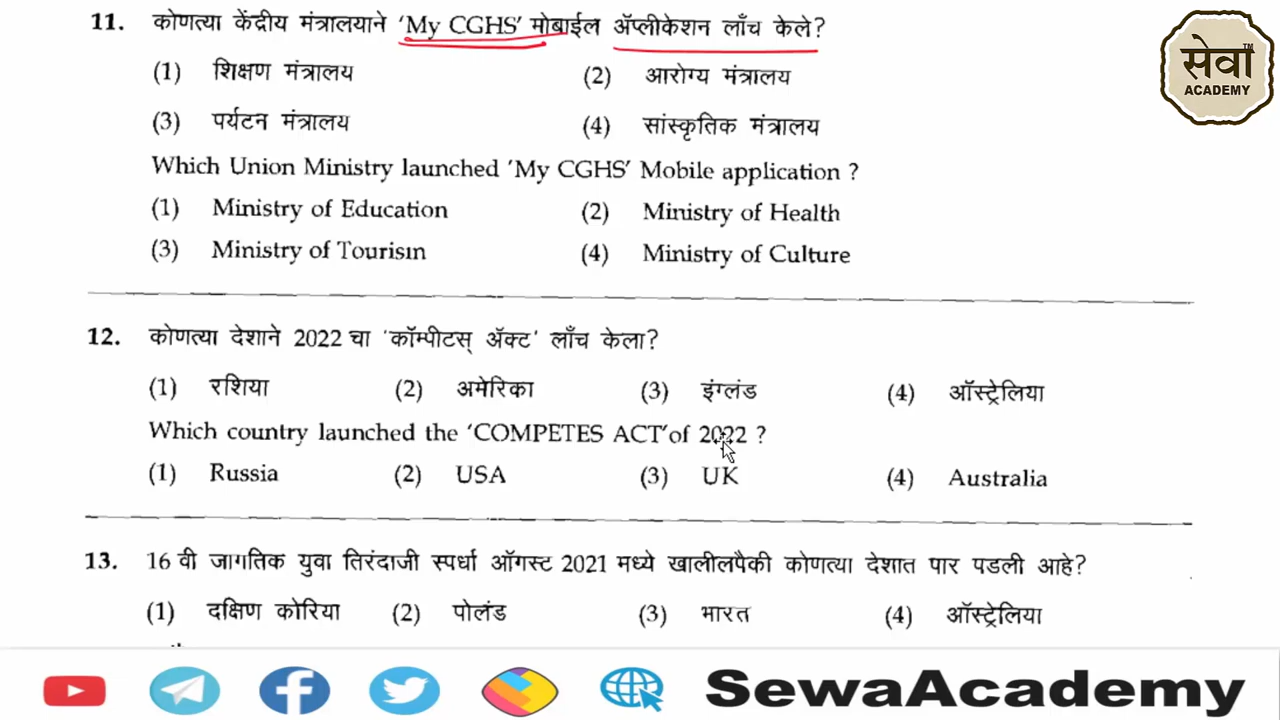 11. कोणत्या केंद्रीय मंत्रालयाने ‘My CGHS’ मोबाईल ॲप्लीकेशन लाँच केले?
(1) शिक्षण मंत्रालय (2) आरोग्य मंत्रालय
(3) पर्यटन मंत्रालय (4) सांस्कृतिक मंत्रालय
Which Union Ministry launched ‘My CGHS’ Mobile application ?
(1) Ministry of Education (2) Ministry of Health
(3) Ministry of Tourism (4) Ministry of Culture
12. कोणत्या देशाने 2022 चा ‘कॉम्पीटस् ॲक्ट’ लाँच केला?
(1) रशिया (2) अमेरिका (3) इंग्लंड (4) ऑस्ट्रेलिया
Which country launched the ‘COMPETES ACT’of 2022 ?
(1) Russia (2) USA (3) UK (4) Australia
13. 16 वी जागतिक युवा तिरंदाजी स्पर्धा ऑगस्ट 2021 मध्ये खालीलपैकी कोणत्या देशात पार पडली आहे?
(1) दक्षिण कोरिया (2) पोलंड (3) भारत (4) ऑस्ट्रेलिया
सेवा TM
ACADEMY
SewaAcademy